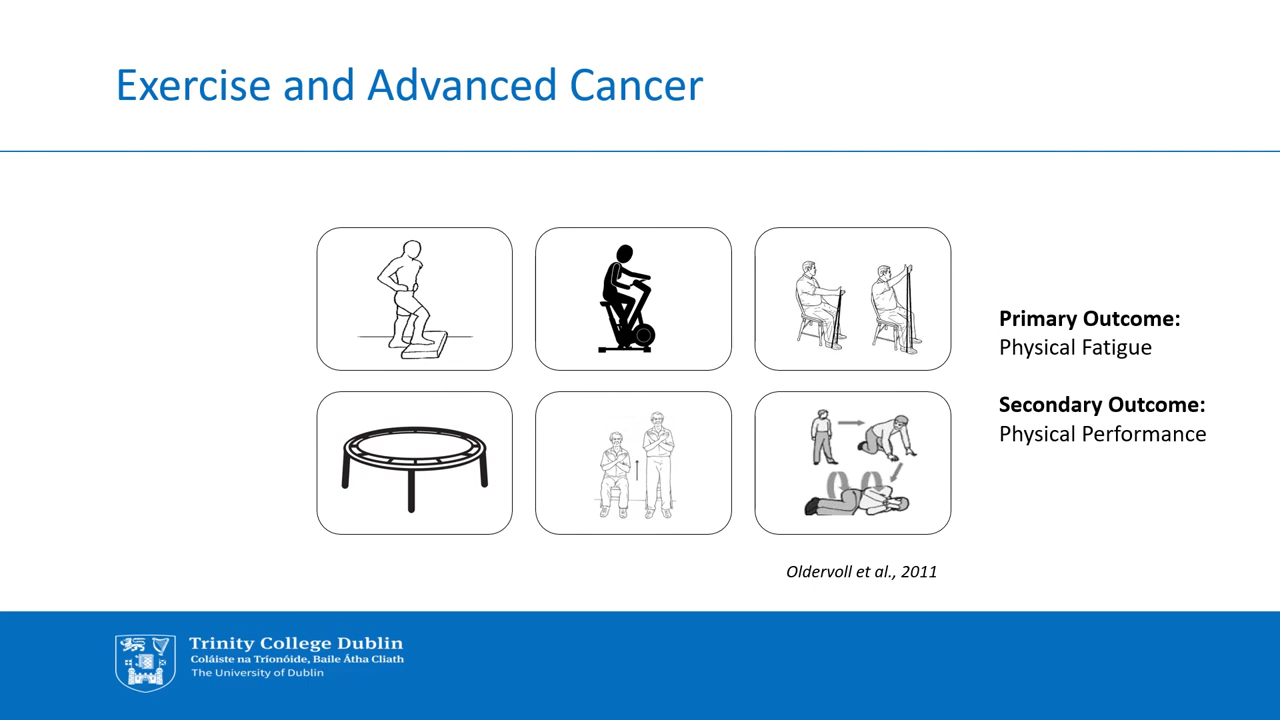 Exercise and Advanced Cancer
Primary Outcome:
Physical Fatigue
Secondary Outcome:
Physical Performance
Oldervoll et al., 2011
Trinity College Dublin
Coláiste na Tríonóide, Baile Átha Cliath
The University of Dublin